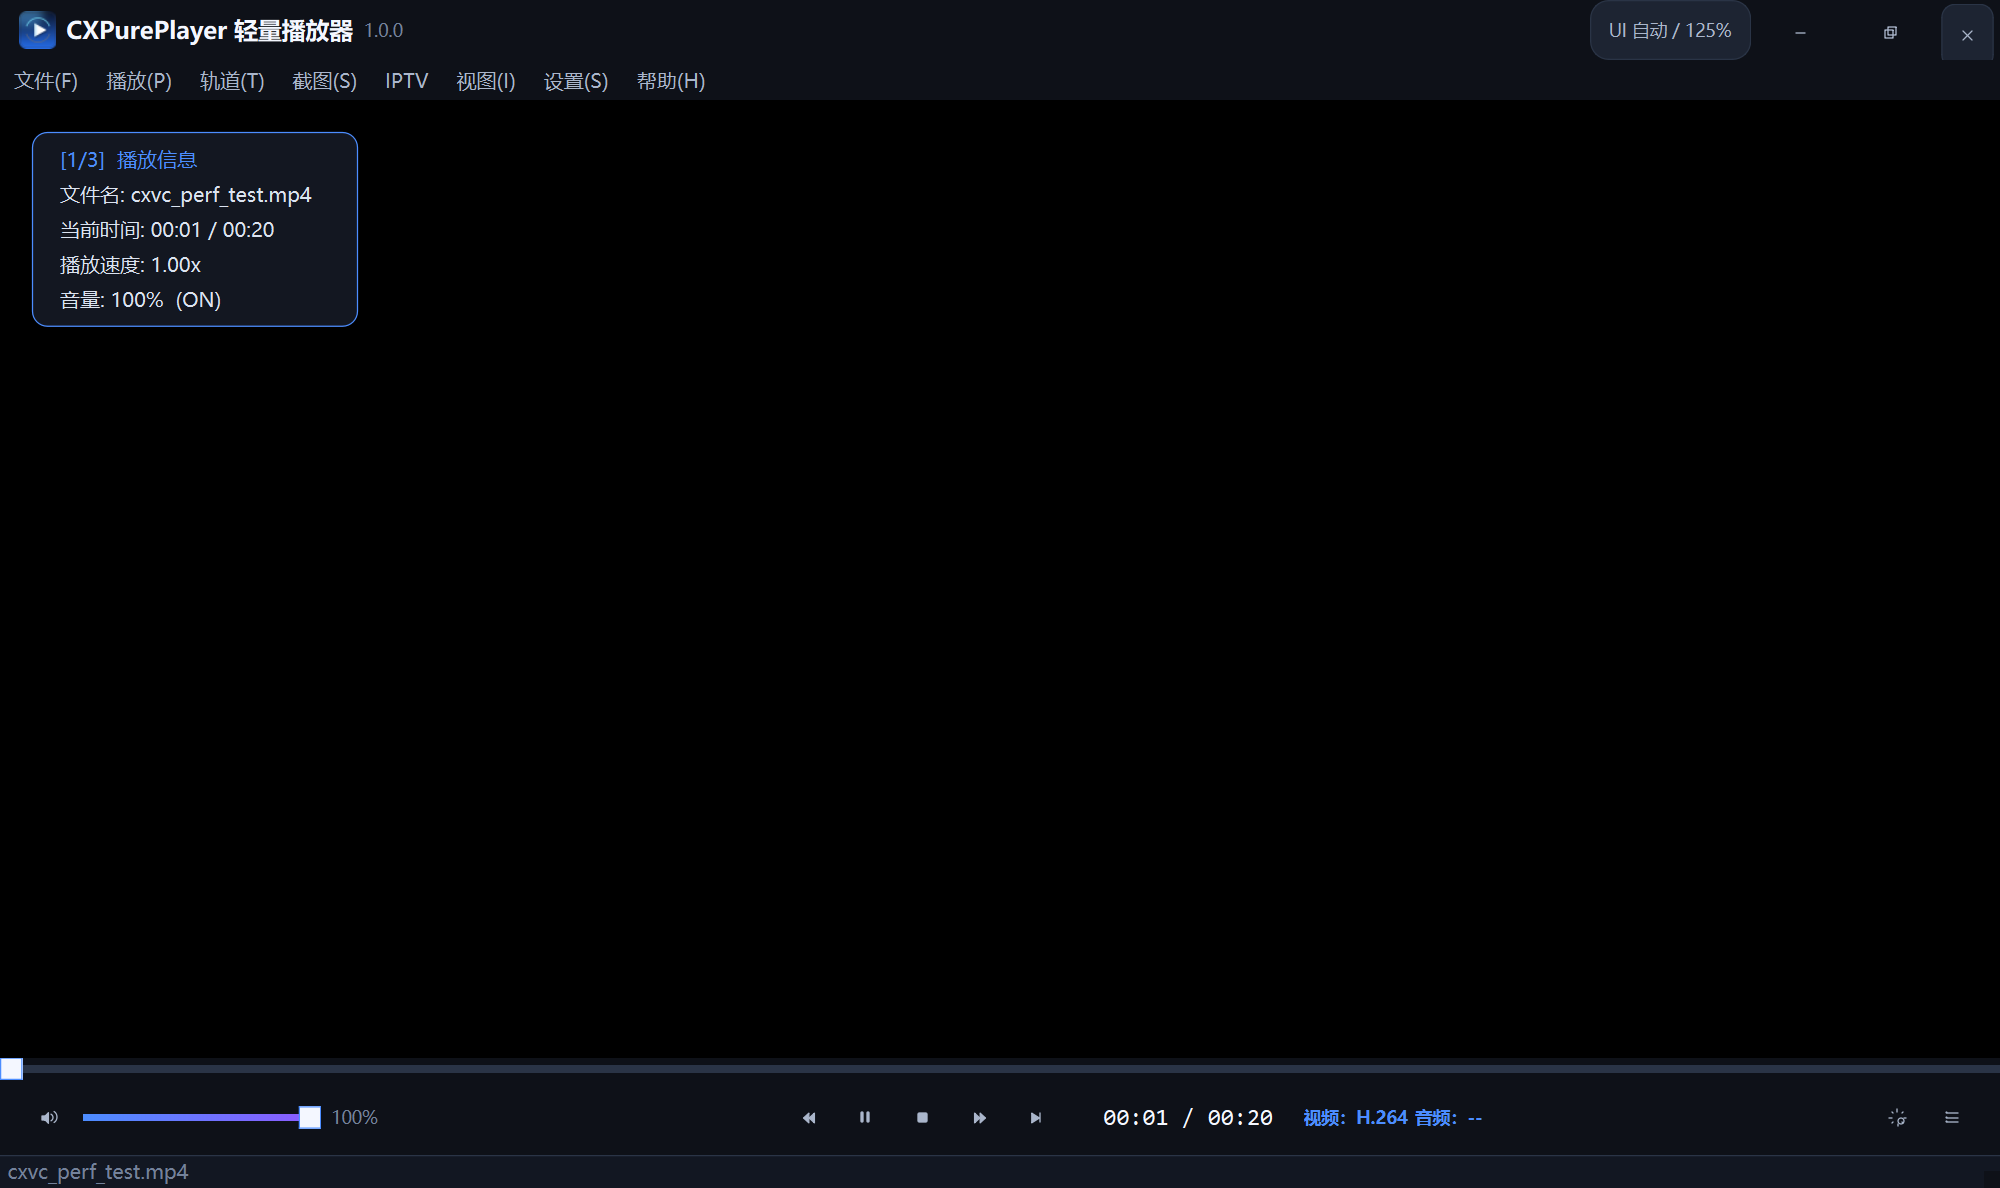 CXPurePlayer 轻量播放器 1.0.0
UI 自动 / 125%
文件(F) 播放(P) 轨道(T) 截图(S) IPTV 视图(I) 设置(S) 帮助(H)
[1/3] 播放信息
文件名: cxvc_perf_test.mp4
当前时间: 00:01 / 00:20
播放速度: 1.00x
音量: 100% (ON)
100%
00:01 / 00:20
视频: H.264 音频: --
cxvc_perf_test.mp4